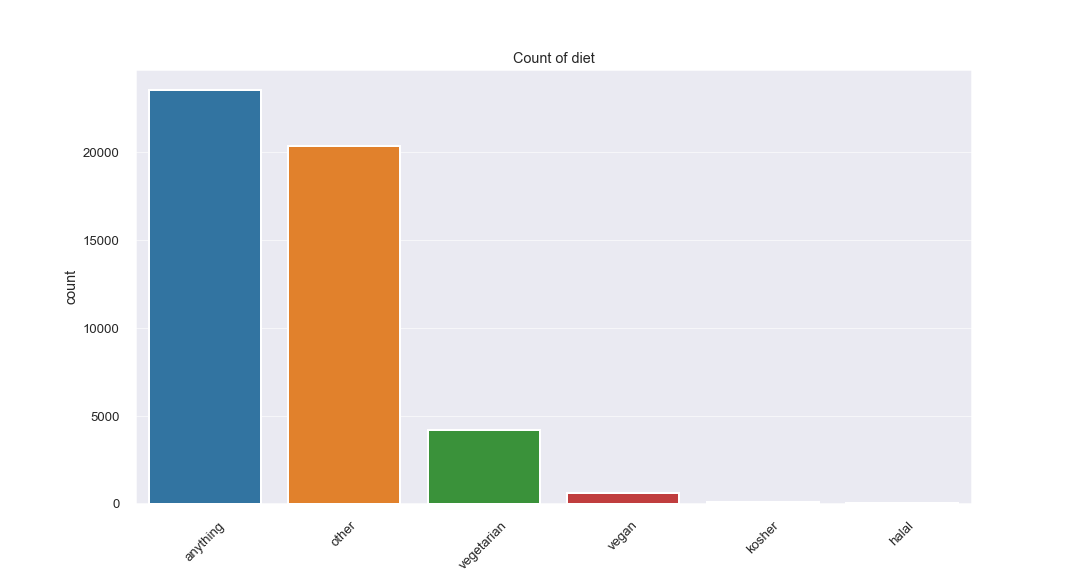 Count of diet
count
20000
15000
10000
5000
0
anything
other
vegetarian
vegan
kosher
halal